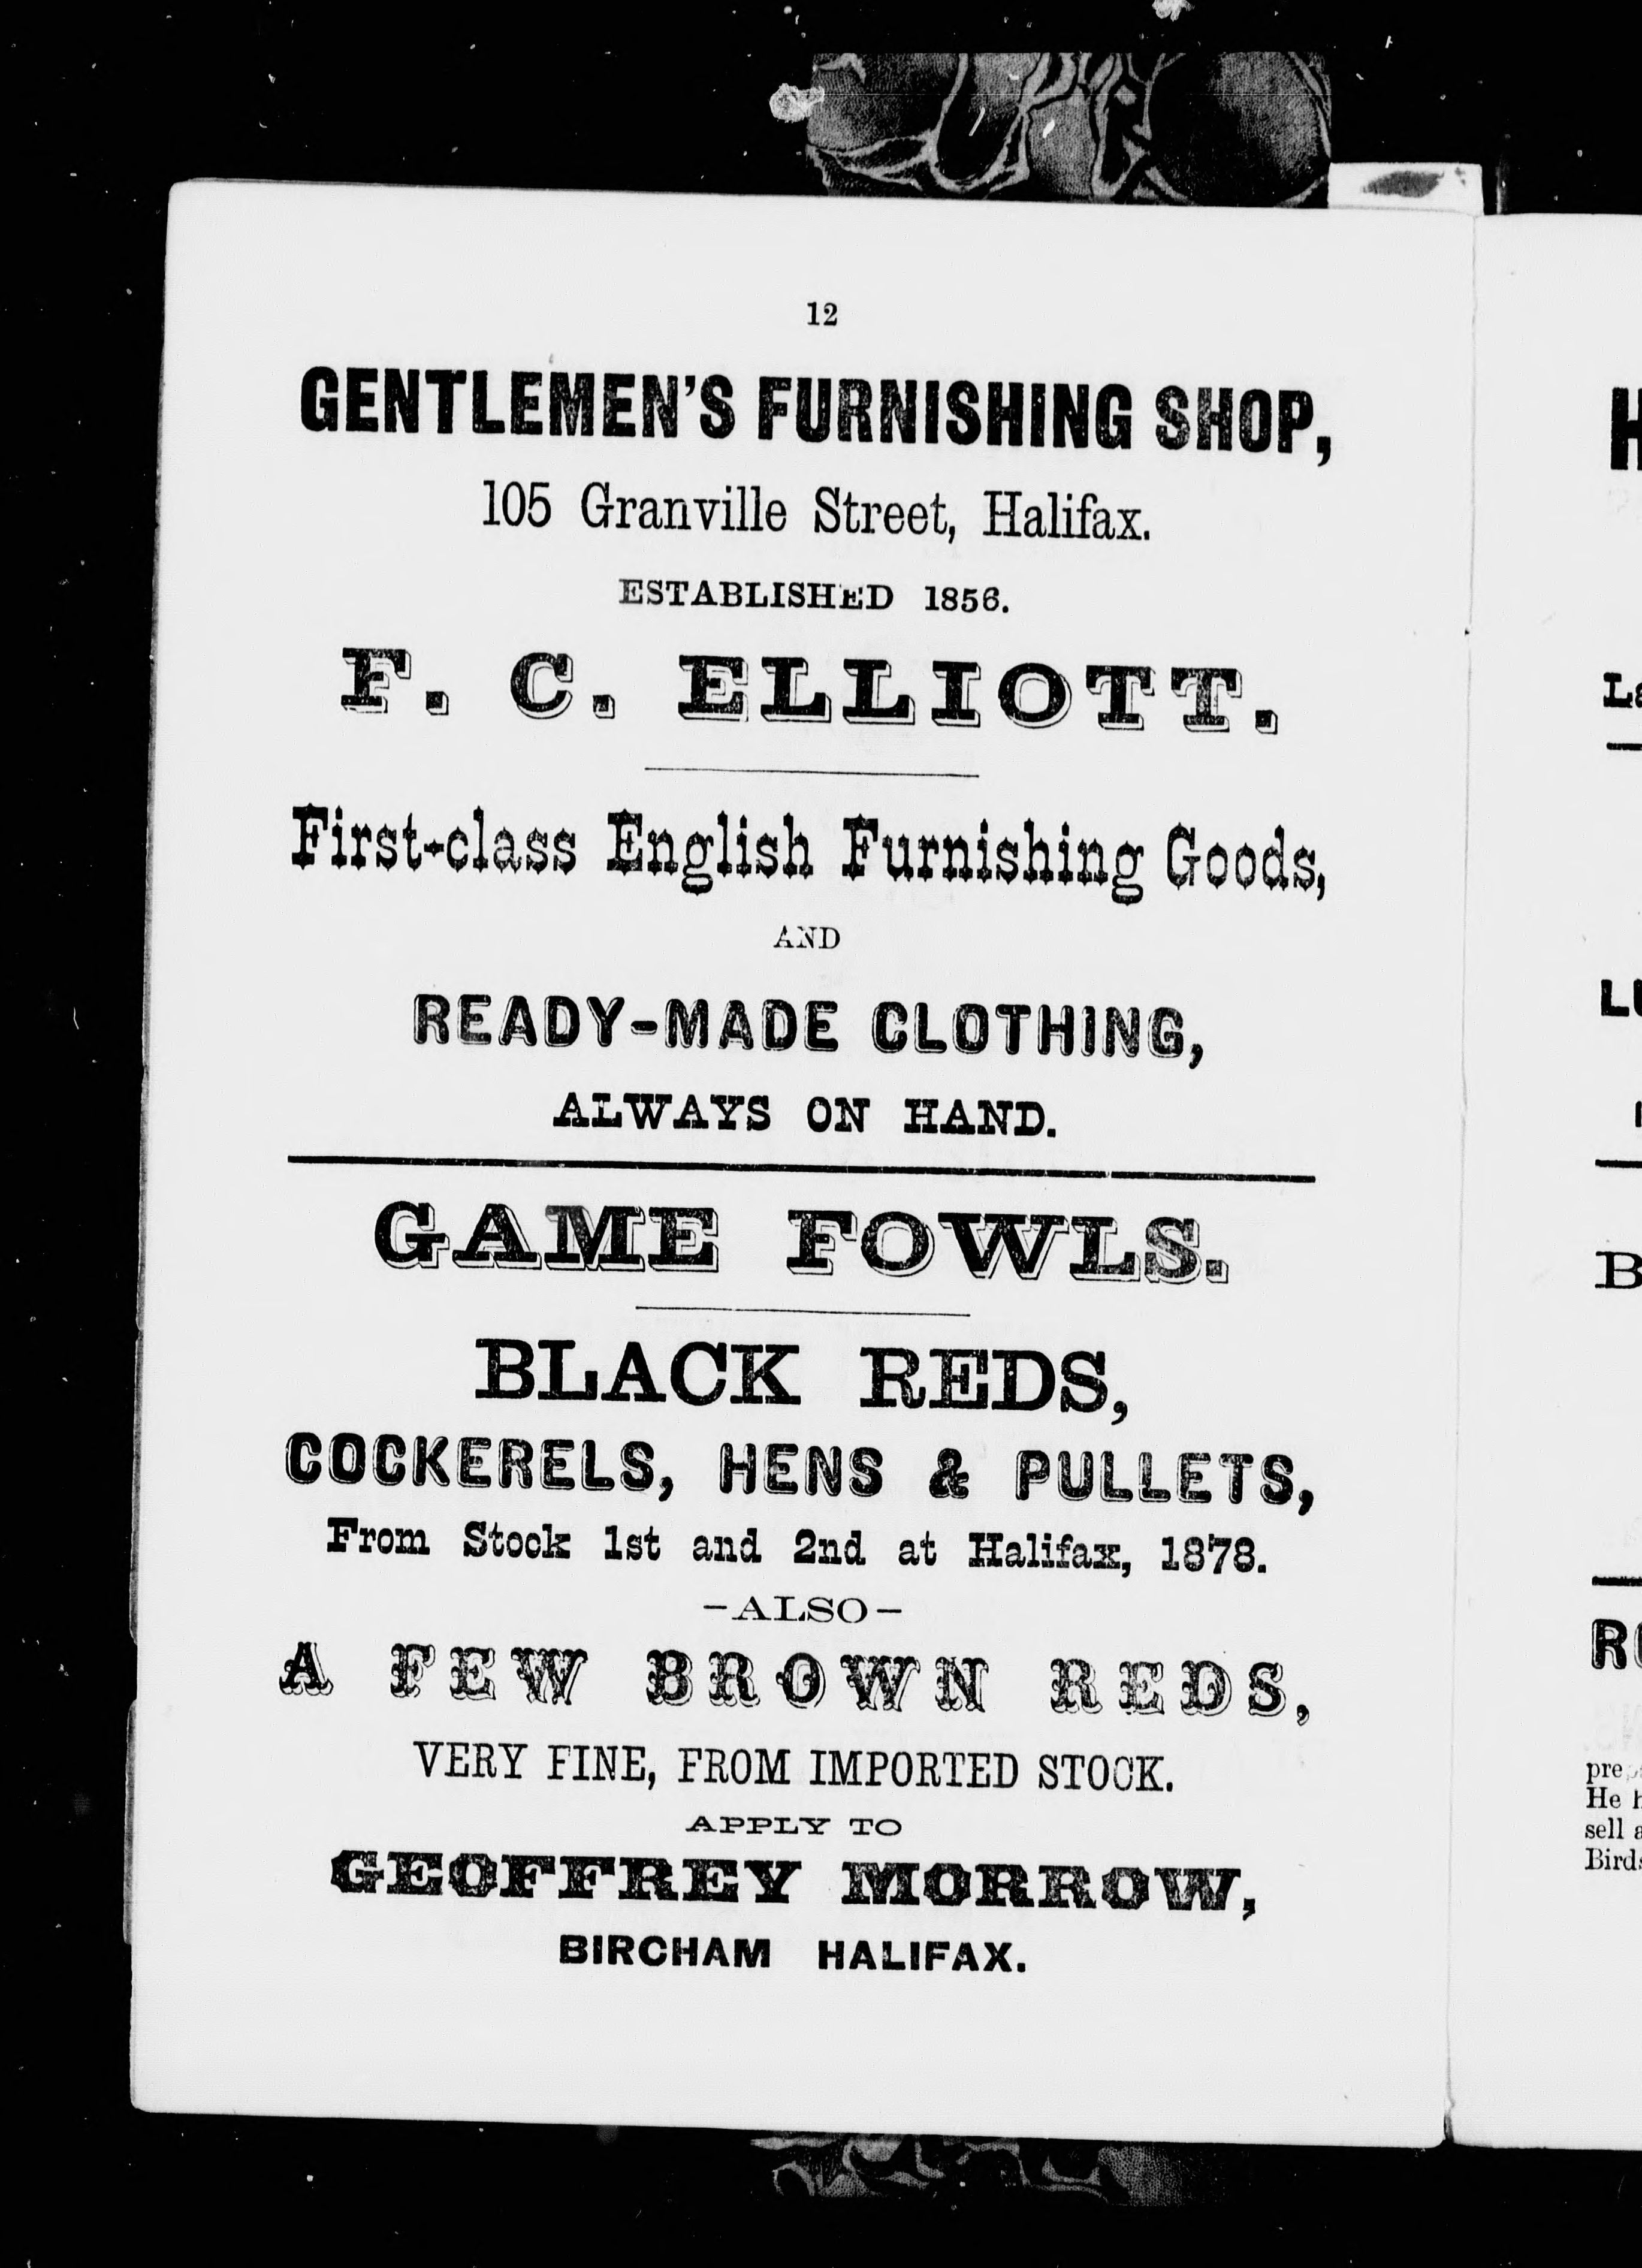 12
GENTLEMEN'S FURNISHING SHOP,
105 Granville Street, Halifax.
ESTABLISHED 1856.
F. C. ELLIOTT.
First-class English Furnishing Goods,
AND
READY-MADE CLOTHING,
ALWAYS ON HAND.
GAME FOWLS.
BLACK REDS,
COCKERELS, HENS & PULLETS,
From Stock 1st and 2nd at Halifax, 1878.
-ALSO-
A FEW BROWN REDS,
VERY FINE, FROM IMPORTED STOCK.
APPLY TO
GEOFFREY MORROW,
BIRCHAM HALIFAX.
He
sell